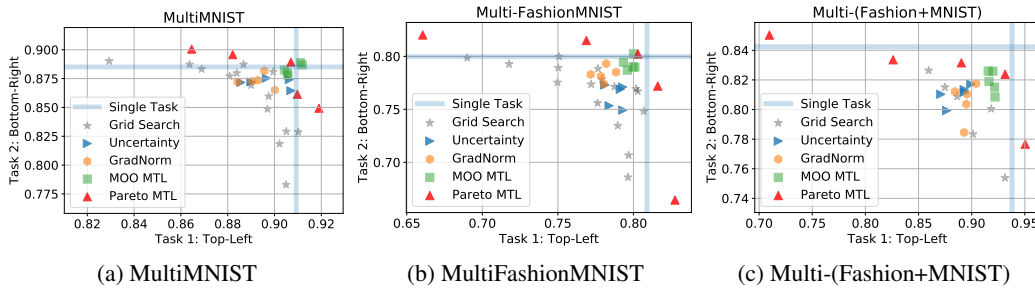 MultiMNIST
Task 2: Bottom-Right
0.900
0.875
0.850
0.825
0.800
0.775
Single Task
Grid Search
Uncertainty
GradNorm
MOO MTL
Pareto MTL
0.82 0.84 0.86 0.88 0.90 0.92
Task 1: Top-Left
(a) MultiMNIST
Multi-FashionMNIST
Task 2: Bottom-Right
0.80
0.75
0.70
Single Task
Grid Search
Uncertainty
GradNorm
MOO MTL
Pareto MTL
0.65 0.70 0.75 0.80
Task 1: Top-Left
(b) MultiFashionMNIST
Multi-(Fashion+MNIST)
Task 2: Bottom-Right
0.84
0.82
0.80
0.78
0.76
0.74
Single Task
Grid Search
Uncertainty
GradNorm
MOO MTL
Pareto MTL
0.70 0.75 0.80 0.85 0.90 0.95
Task 1: Top-Left
(c) Multi-(Fashion+MNIST)